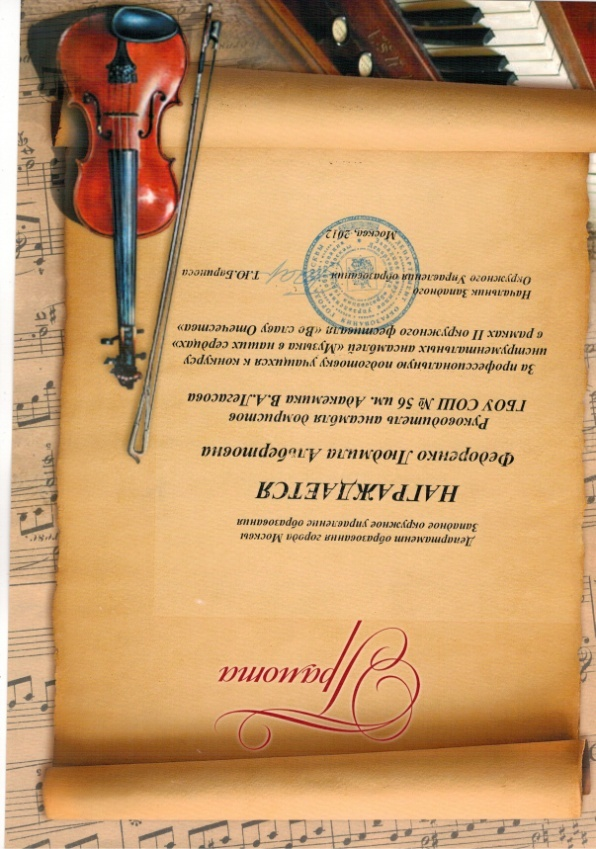 Грамота
Департамент образования города Москвы
Западное окружное управление образования
НАГРАЖДАЕТСЯ
Федоренко Людмила Альбертовна
Руководитель ансамбля домристов
ГБОУ СОШ № 56 им. Адакемика В.А.Легасова
За профессиональную подготовку учащихся к конкурсу
инструментальных ансамблей «Музыка в наших сердцах»
в рамках II окружного фестиваля «Во славу Отечества»
Начальник Западного
Окружного Управления образования Т.Ю.Баринова
Москва, 2012